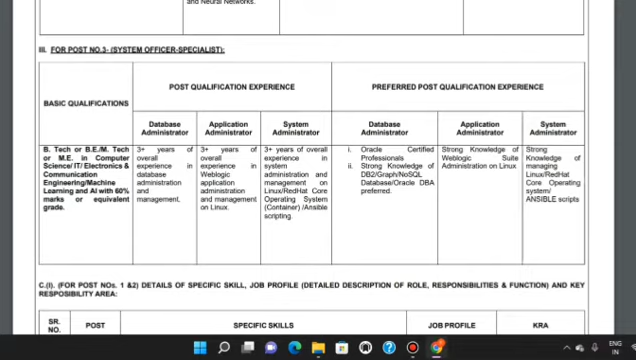 and Neural Networks.
III. FOR POST NO.3- (SYSTEM OFFICER-SPECIALIST):
BASIC QUALIFICATIONS
POST QUALIFICATION EXPERIENCE
PREFERRED POST QUALIFICATION EXPERIENCE
Database
Administrator
Application
Administrator
System
Administrator
Database
Administrator
Application
Administrator
System
Administrator
B. Tech or B.E./M. Tech
or M.E. in Computer
Science/ IT/ Electronics &
Communication
Engineering/Machine
Learning and AI with 60%
marks or equivalent
grade.
3+ years of
overall
experience in
database
administration
and
management.
3+ years of
overall
experience in
Weblogic
application
administration
and management
on Linux.
3+ years of overall
experience in
system
administration and
management on
Linux/RedHat Core
Operating System
(Container) /Ansible
scripting.
i. Oracle Certified
Professionals
ii. Strong Knowledge of
DB2/Graph/NoSQL
Database/Oracle DBA
preferred.
Strong Knowledge of
Weblogic Suite
Administration on Linux.
Strong
Knowledge of
managing
Linux/RedHat
Core Operating
system/
ANSIBLE scripts
C.(I). (FOR POST NOs. 1 &2) DETAILS OF SPECIFIC SKILL, JOB PROFILE (DETAILED DESCRIPTION OF ROLE, RESPONSIBILITIES & FUNCTION) AND KEY
RESPOSIBILITY AREA:
SR.
NO.
POST
SPECIFIC SKILLS
JOB PROFILE
KRA
ENG
IN